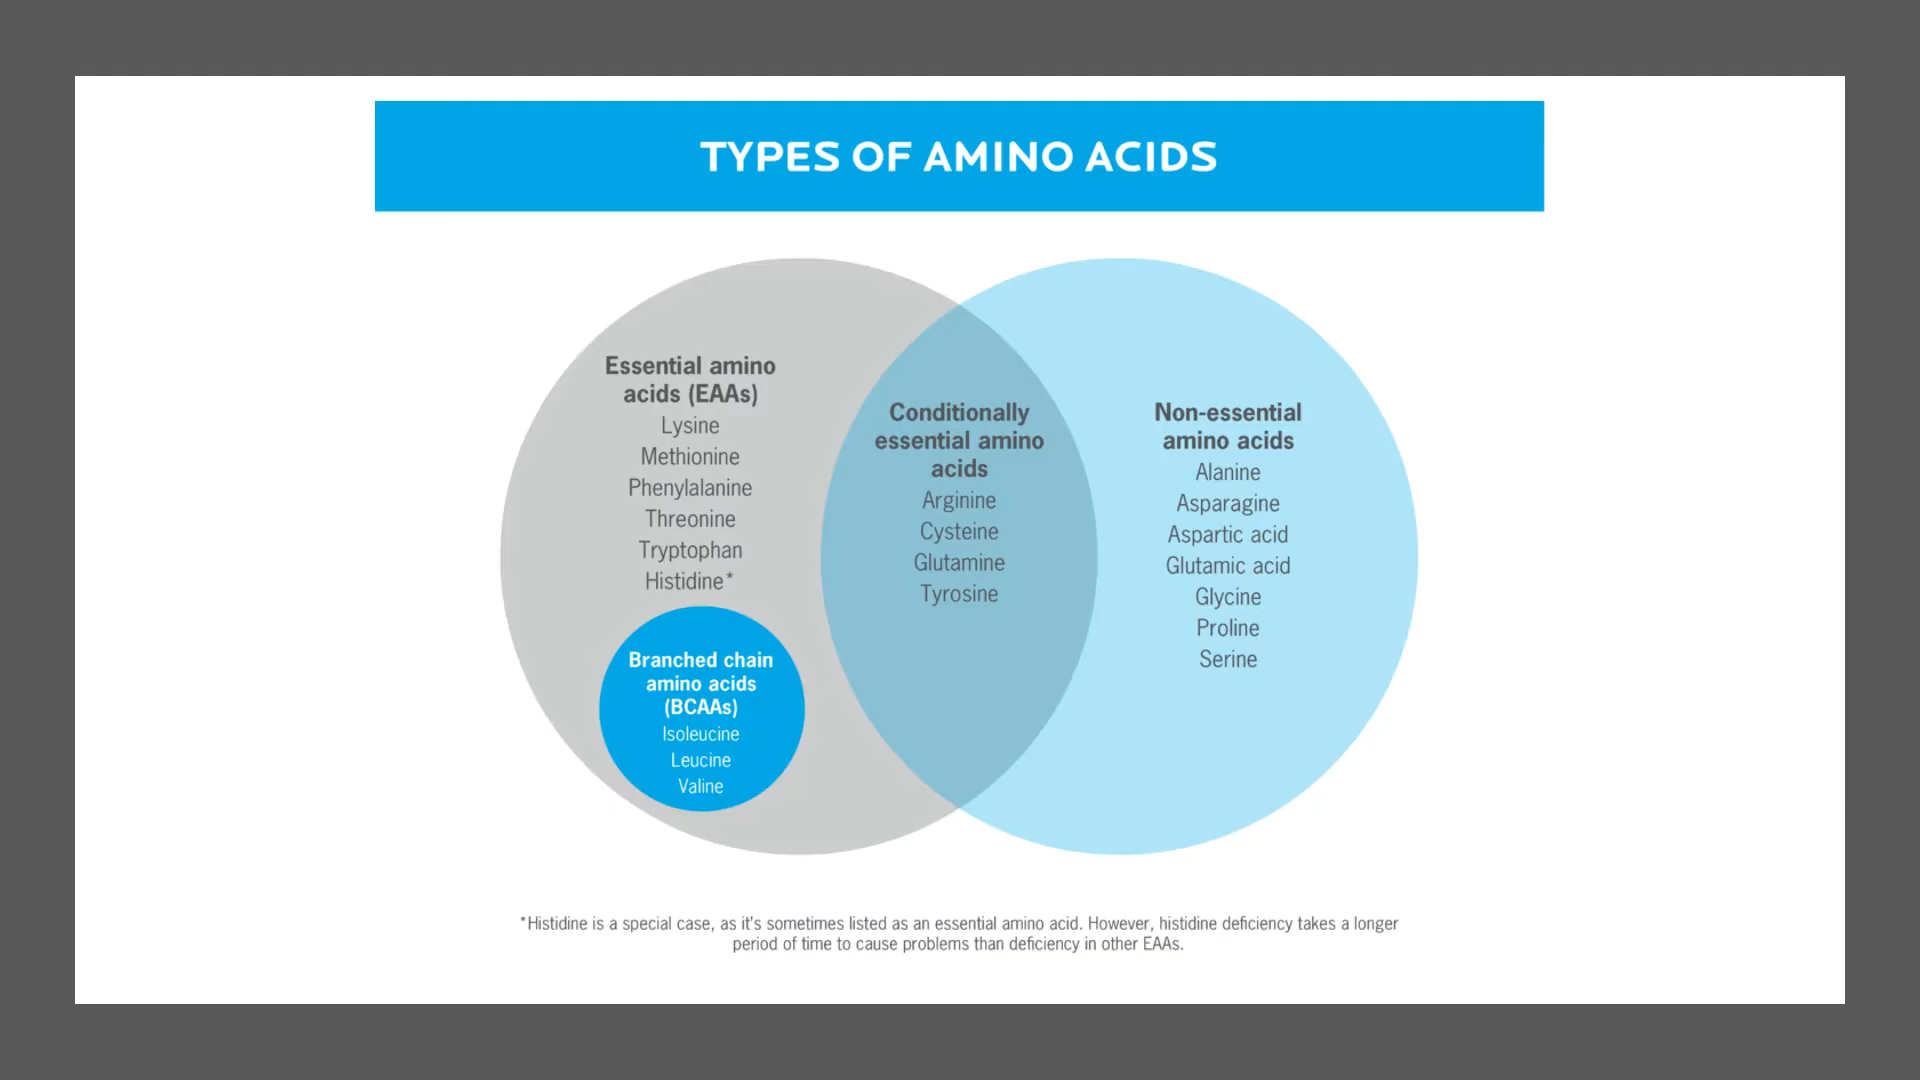 TYPES OF AMINO ACIDS
Essential amino
acids (EAAs)
Lysine
Methionine
Phenylalanine
Threonine
Tryptophan
Histidine*
Branched chain
amino acids
(BCAAs)
Isoleucine
Leucine
Valine
Conditionally
essential amino
acids
Arginine
Cysteine
Glutamine
Tyrosine
Non-essential
amino acids
Alanine
Asparagine
Aspartic acid
Glutamic acid
Glycine
Proline
Serine
*Histidine is a special case, as it's sometimes listed as an essential amino acid. However, histidine deficiency takes a longer
period of time to cause problems than deficiency in other EAAs.